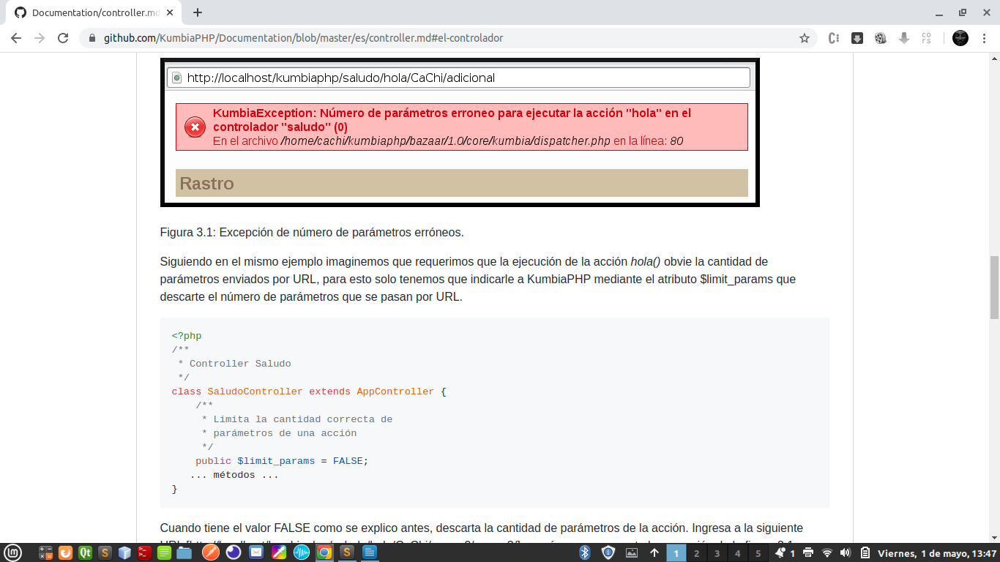 Documentation/controller.md
github.com/KumbiaPHP/Documentation/blob/master/es/controller.md#el-controlador
co
rs
http://localhost/kumbiaphp/saludo/hola/CaChi/adicional
KumbiaException: Número de parámetros erroneo para ejecutar la acción "hola" en el
controlador "saludo" (0)
En el archivo /home/cachi/kumbiaphp/bazaar/1.0/core/kumbia/dispatcher.php en la línea: 80
Rastro
Figura 3.1: Excepción de número de parámetros erróneos.
Siguiendo en el mismo ejemplo imaginemos que requerimos que la ejecución de la acción hola() obvie la cantidad de
parámetros enviados por URL, para esto solo tenemos que indicarle a KumbiaPHP mediante el atributo $limit_params que
descarte el número de parámetros que se pasan por URL.
<?php
/**
 * Controller Saludo
 */
class SaludoController extends AppController {
    /**
     * Limita la cantidad correcta de
     * parámetros de una acción
     */
    public $limit_params = FALSE;
   ... métodos ...
}
Cuando tiene el valor FALSE como se explico antes, descarta la cantidad de parámetros de la acción. Ingresa a la siguiente
Qt
S
S
1
2
3
4
5
1
Viernes, 1 de mayo, 13:47